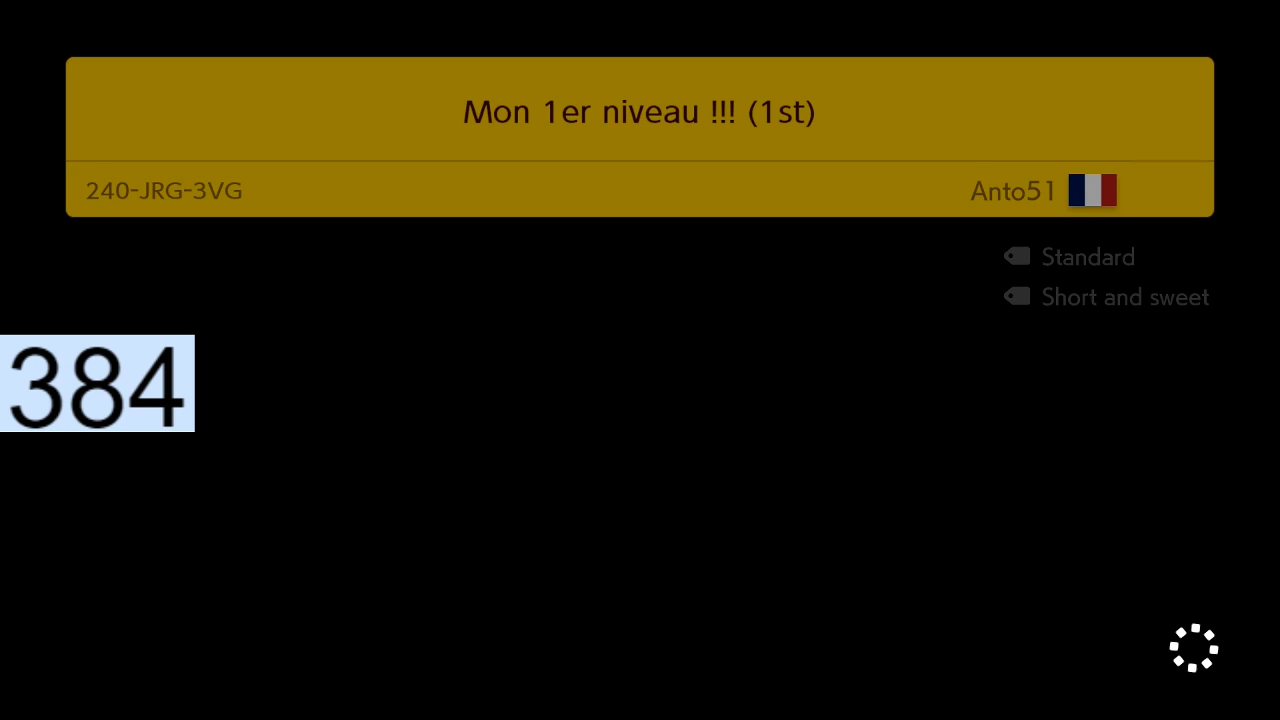 Mon 1er niveau !!! (1st)
240-JRG-3VG
Anto51
Standard
Short and sweet
384